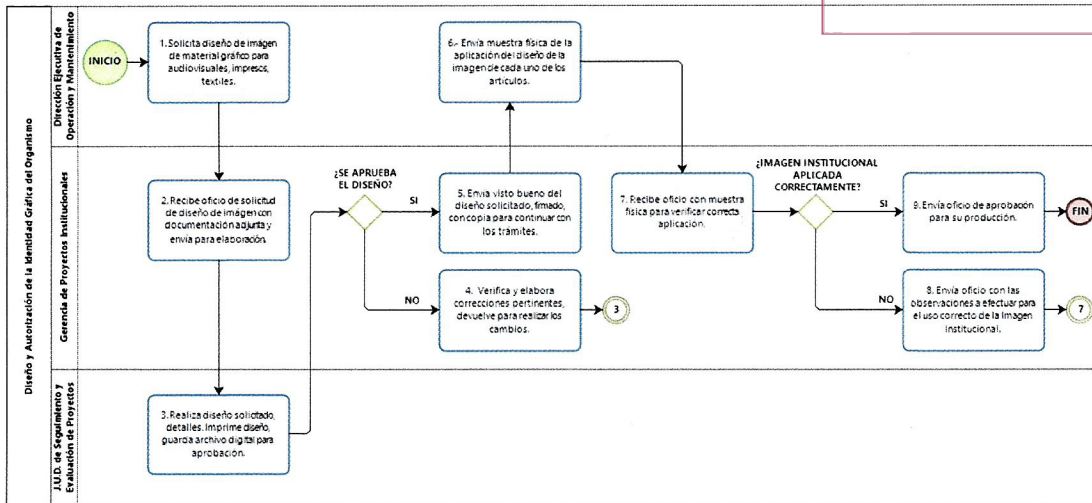 Diseño y Autorización de la Identidad Gráfica del Organismo
Dirección Ejecutiva de
Operación y Mantenimiento
INICIO
1. Solicita diseño de imagen
de material gráfico para
audiovisuales, impresos,
textiles.
6.- Envía muestra física de la
aplicación del diseño de la
imagen de cada uno de los
artículos.
Gerencia de Proyectos Institucionales
2. Recibe oficio de solicitud
de diseño de imagen con
documentación adjunta y
envía para elaboración.
¿SE APRUEBA
EL DISEÑO?
SI
5. Envía visto bueno del
diseño solicitado, firmado,
con copia para continuar con
los trámites.
NO
4. Verifica y elabora
correcciones pertinentes,
devuelve para realizar los
cambios.
3
7. Recibe oficio con muestra
física para verificar correcta
aplicación.
¿IMAGEN INSTITUCIONAL
APLICADA
CORRECTAMENTE?
SI
9. Envía oficio de aprobación
para su producción.
FIN
NO
8. Envía oficio con las
observaciones a efectuar para
el uso correcto de la Imagen
Institucional.
7
J.U.D. de Seguimiento y
Evaluación de Proyectos
3. Realiza diseño solicitado,
detalles. Imprime diseño,
guarda archivo digital para
aprobación.